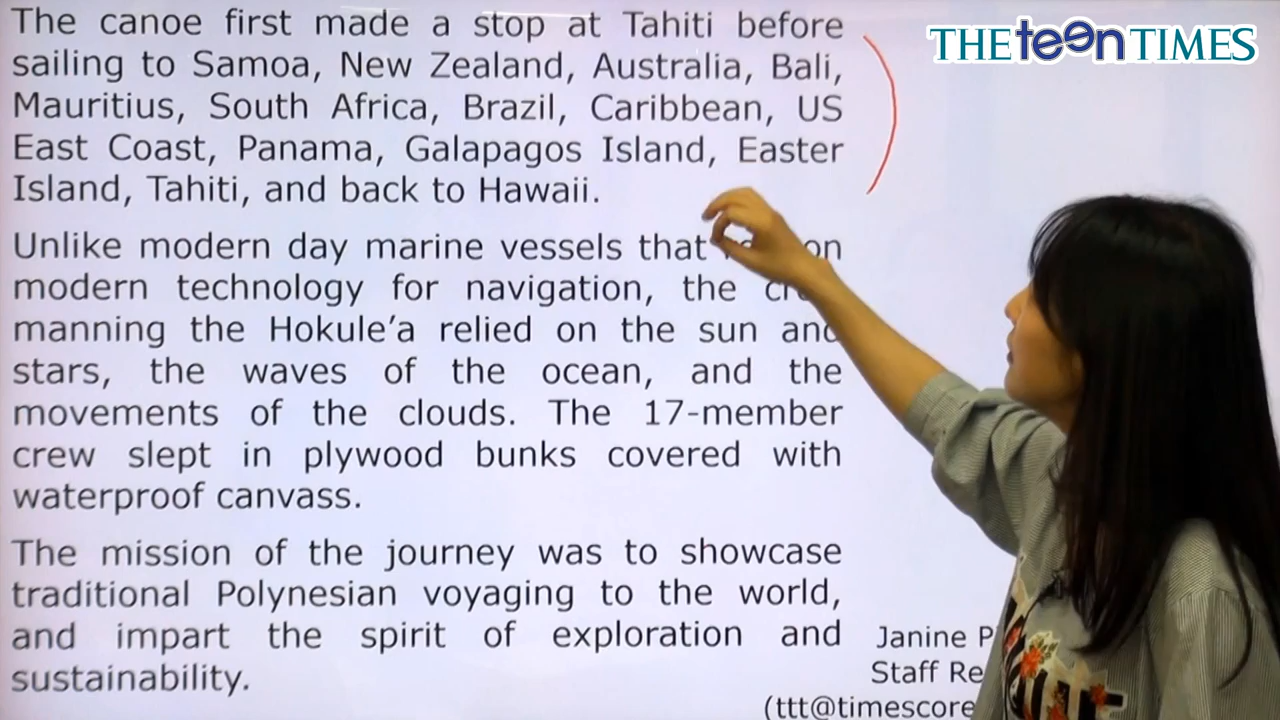 THE teen TIMES
The canoe first made a stop at Tahiti before
sailing to Samoa, New Zealand, Australia, Bali,
Mauritius, South Africa, Brazil, Caribbean, US
East Coast, Panama, Galapagos Island, Easter
Island, Tahiti, and back to Hawaii.
Unlike modern day marine vessels that on
modern technology for navigation, the
manning the Hokule'a relied on the sun and
stars, the waves of the ocean, and the
movements of the clouds. The 17-member
crew slept in plywood bunks covered with
waterproof canvass.
The mission of the journey was to showcase
traditional Polynesian voyaging to the world,
and impart the spirit of exploration and
sustainability.
Janine P
Staff Re
(ttt@timescore